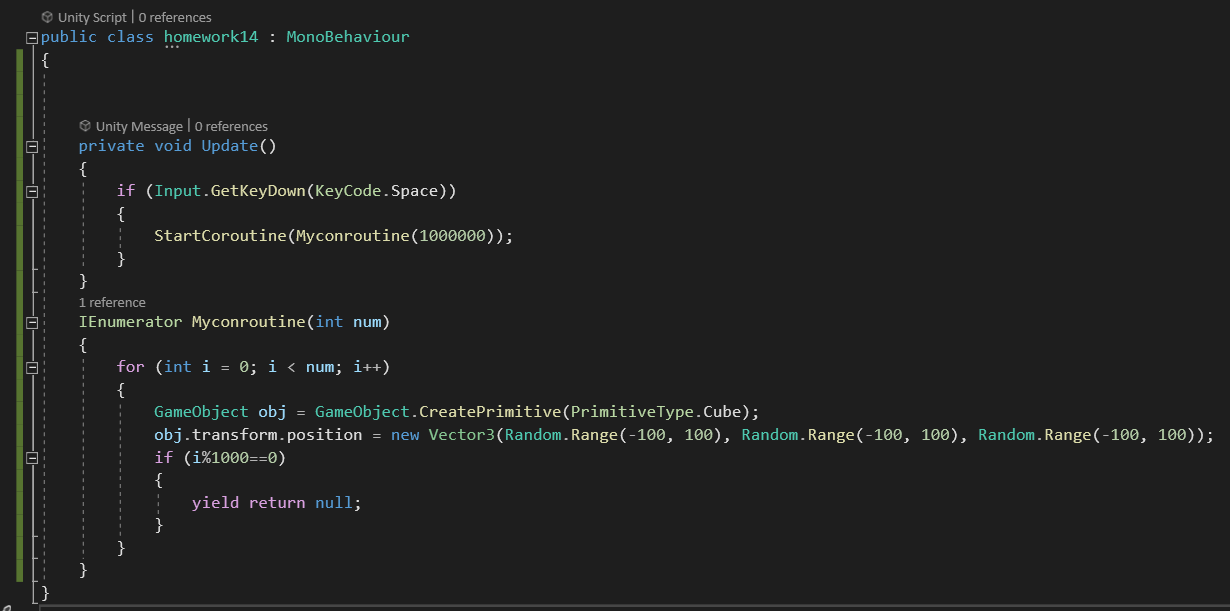 Unity Script | 0 references
public class homework14 : MonoBehaviour
{
Unity Message | 0 references
private void Update()
{
if (Input.GetKeyDown(KeyCode.Space))
{
StartCoroutine(Myconroutine(1000000));
}
}
1 reference
IEnumerator Myconroutine(int num)
{
for (int i = 0; i < num; i++)
{
GameObject obj = GameObject.CreatePrimitive(PrimitiveType.Cube);
obj.transform.position = new Vector3(Random.Range(-100, 100), Random.Range(-100, 100), Random.Range(-100, 100));
if (i%1000==0)
{
yield return null;
}
}
}
}